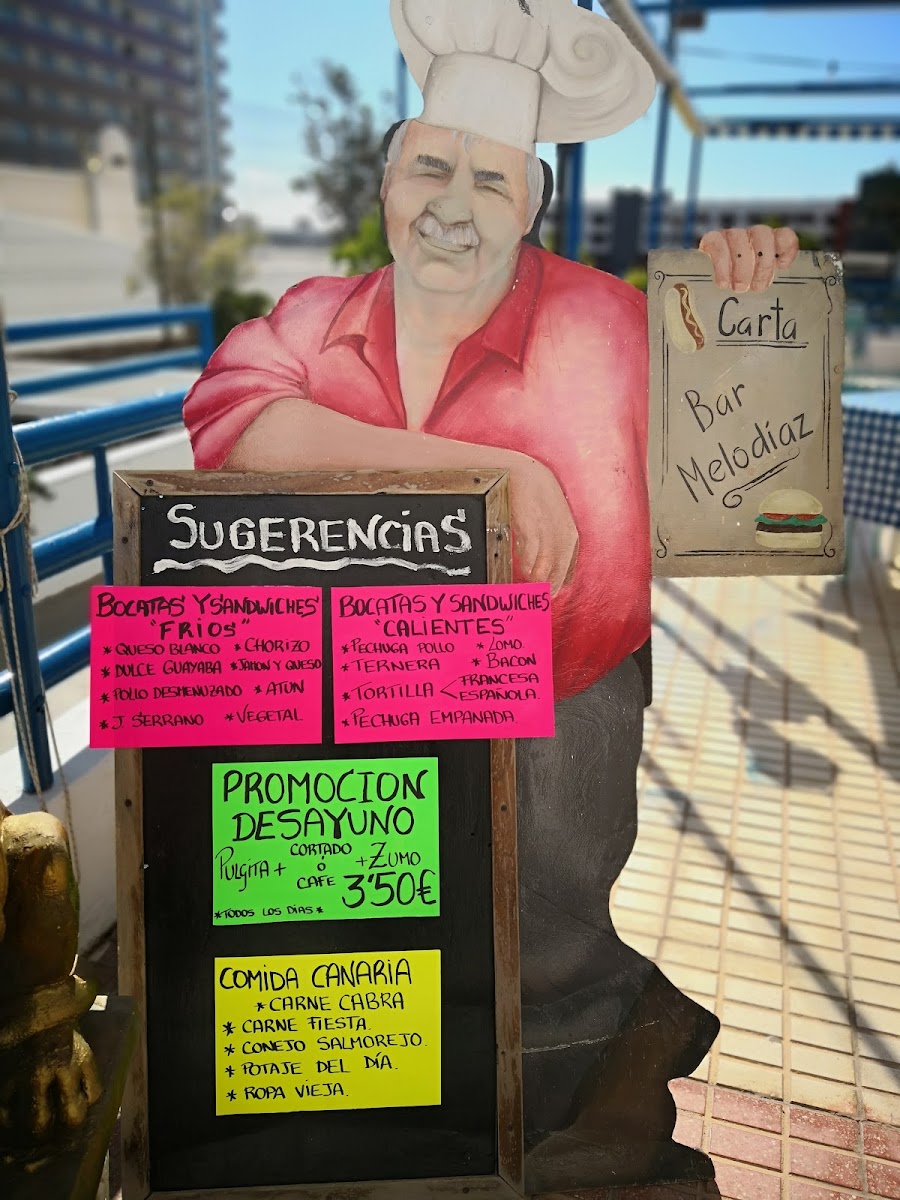 Carta
Bar
Melodíaz
SUGERENCiAS
BOCATAS Y SANDWICHES
"FRIOS"
* QUESO BLANCO * CHORIZO
* DULCE GUAYABA * JAMON Y QUESO
* POLLO DESMENUZADO * ATUN
* J. SERRANO * VEGETAL
BOCATAS Y SANDWICHES
"CALIENTES"
* PECHUGA POLLO * LOMO.
* TERNERA * BACON
* TORTILLA < FRANCESA
ESPAÑOLA.
* PECHUGA EMPANADA.
PROMOCION
DESAYUNO
PULGITA + CORTADO Ó CAFE + ZUMO
3'50€
* TODOS LOS DÍAS *
COMIDA CANARIA
* CARNE CABRA
* CARNE FIESTA.
* CONEJO SALMOREJO.
* POTAJE DEL DÍA.
* ROPA VIEJA.